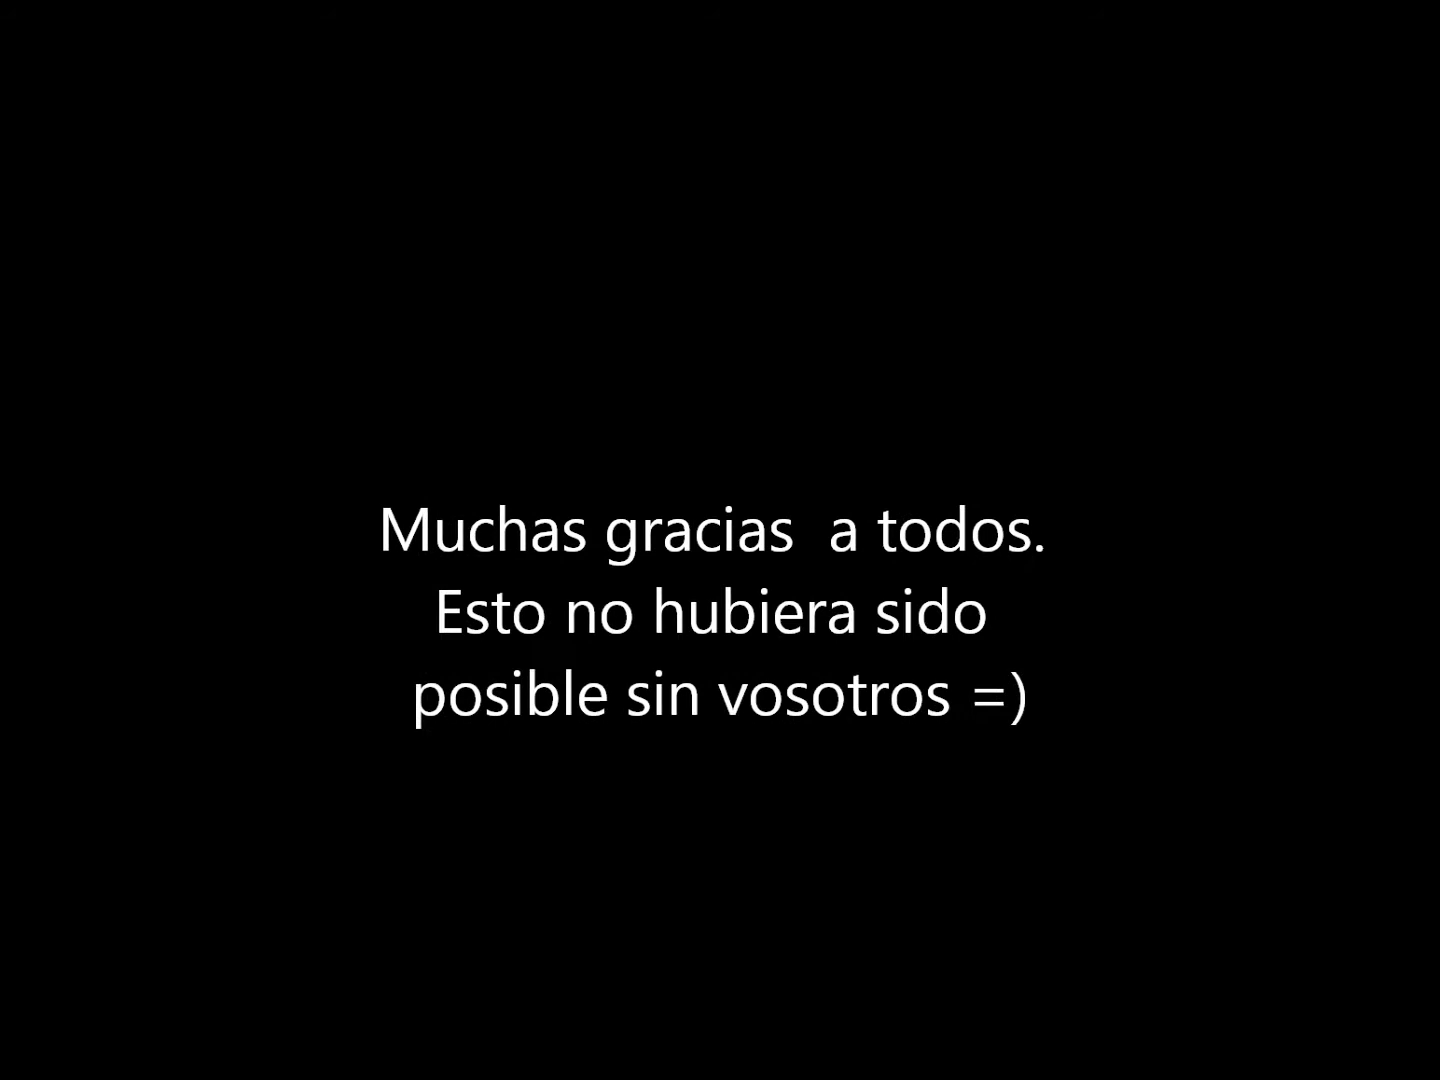 Muchas gracias  a todos.
Esto no hubiera sido
posible sin vosotros =)